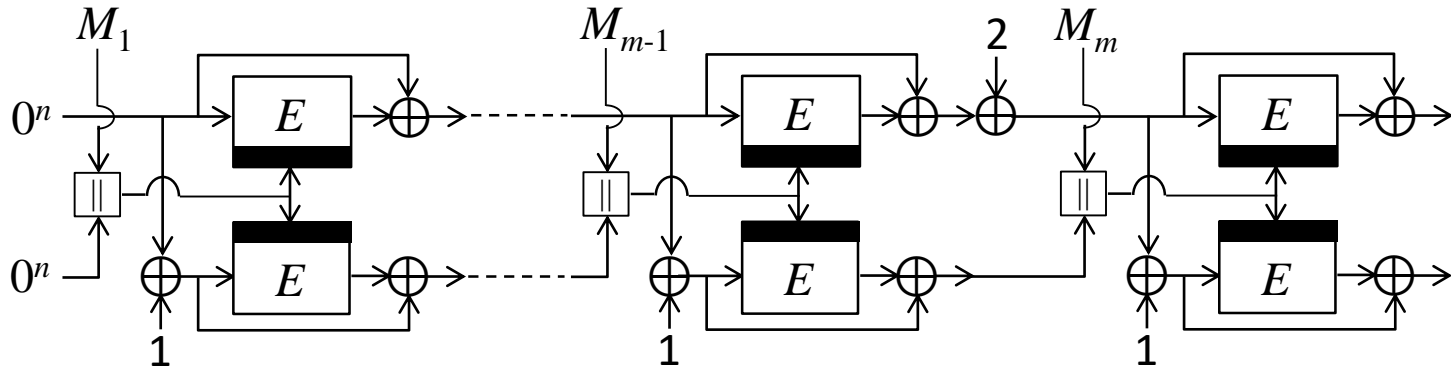 M₁ Mₘ₋₁ 2 Mₘ
0ⁿ E ⊕ E ⊕ ⊕ E ⊕
|| || ||
0ⁿ ⊕ E ⊕ ⊕ E ⊕ ⊕ E ⊕
1 1 1